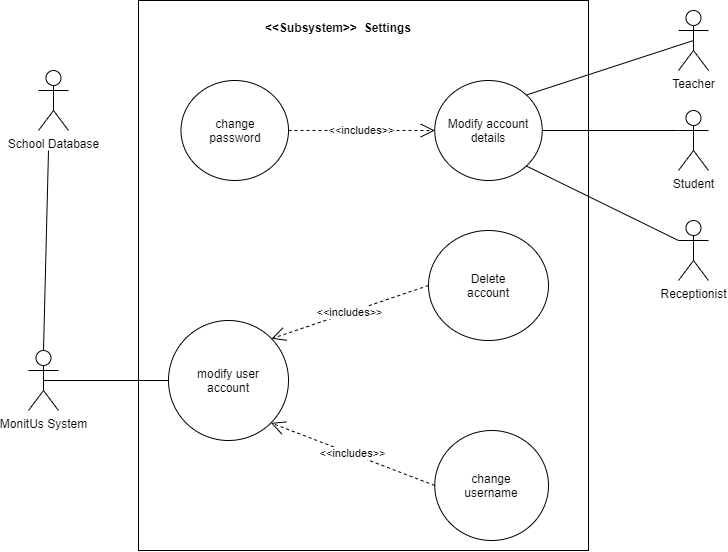 <<Subsystem>> Settings
Teacher
School Database
change
password
<<includes>>
Modify account
details
Student
Receptionist
Delete
account
<<includes>>
modify user
account
MonitUs System
<<includes>>
change
username